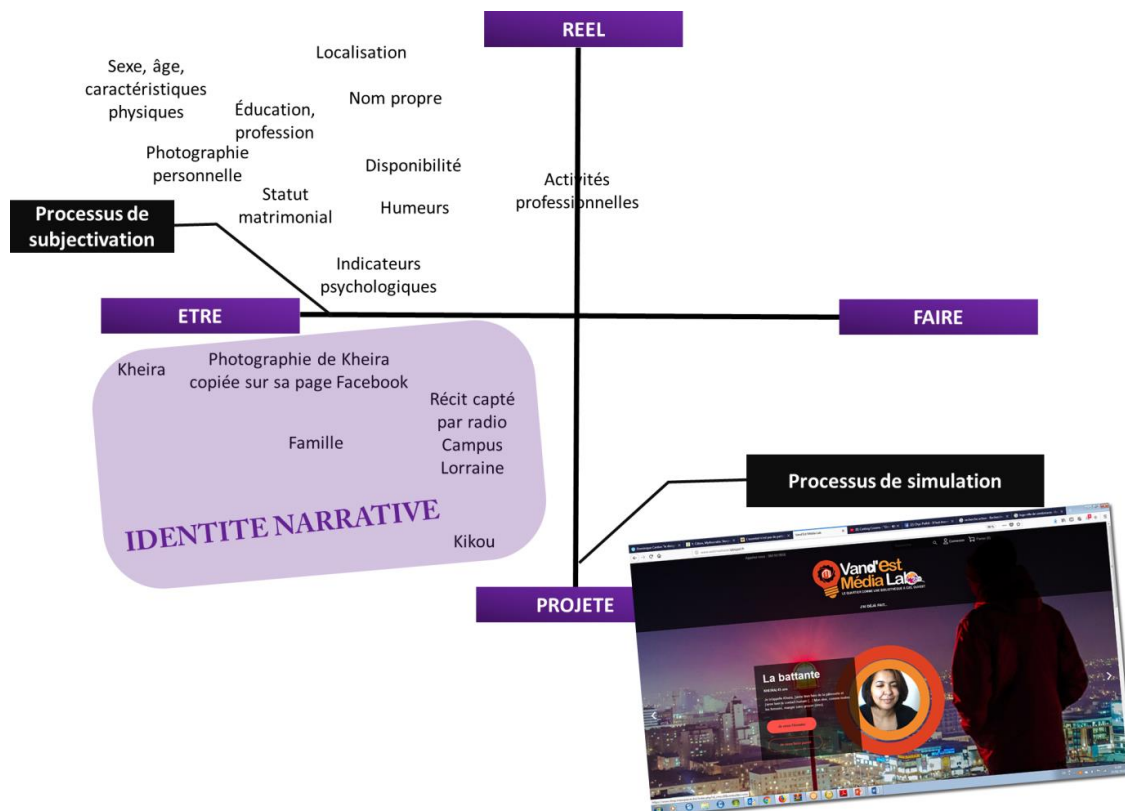 REEL
Localisation
Sexe, âge,
caractéristiques
physiques
Nom propre
Éducation,
profession
Photographie
personnelle
Disponibilité
Activités
professionnelles
Statut
matrimonial
Humeurs
Processus de
subjectivation
Indicateurs
psychologiques
ETRE
FAIRE
Kheira
Photographie de Kheira
copiée sur sa page Facebook
Récit capté
par radio
Campus
Lorraine
Famille
IDENTITE NARRATIVE
Kikou
Processus de simulation
PROJETE
Vand'Est
Média Lab
La battante